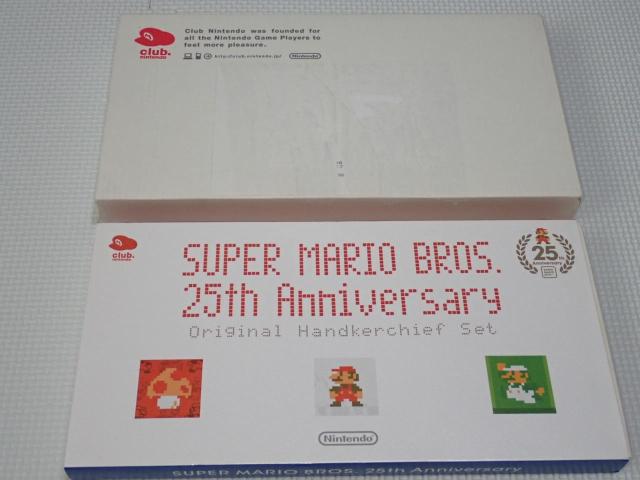 club.
nintendo
Club Nintendo was founded for
all the Nintendo Game Players to
feel more pleasure.
http://club.nintendo.jp/
Nintendo
club.
nintendo
SUPER MARIO BROS.
25th Anniversary
Original Handkerchief Set
25th
Anniversary
Nintendo
SUPER MARIO BROS. 25th Anniversary